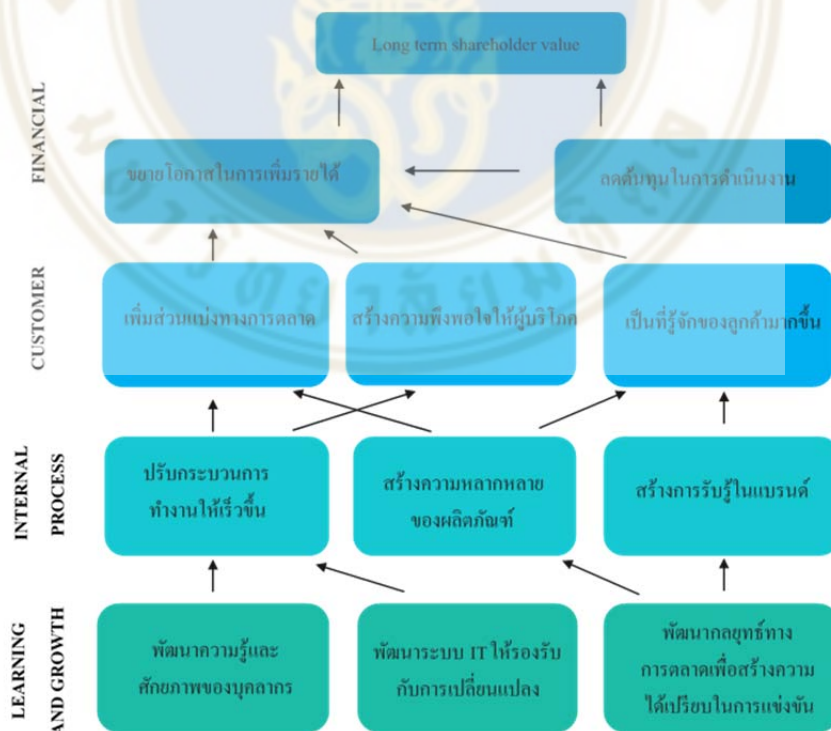 Long term shareholder value
FINANCIAL
ขยายโอกาสในการเพิ่มรายได้
ลดต้นทุนในการดำเนินงาน
CUSTOMER
เพิ่มส่วนแบ่งทางการตลาด
สร้างความพึงพอใจให้ผู้บริโภค
เป็นที่รู้จักของลูกค้ามากขึ้น
INTERNAL
PROCESS
ปรับกระบวนการ
ทำงานให้เร็วขึ้น
สร้างความหลากหลาย
ของผลิตภัณฑ์
สร้างการรับรู้ในแบรนด์
LEARNING
AND GROWTH
พัฒนาความรู้และ
ศักยภาพของบุคลากร
พัฒนาระบบ IT ให้รองรับ
กับการเปลี่ยนแปลง
พัฒนากลยุทธ์ทาง
การตลาดเพื่อสร้างความ
ได้เปรียบในการแข่งขัน